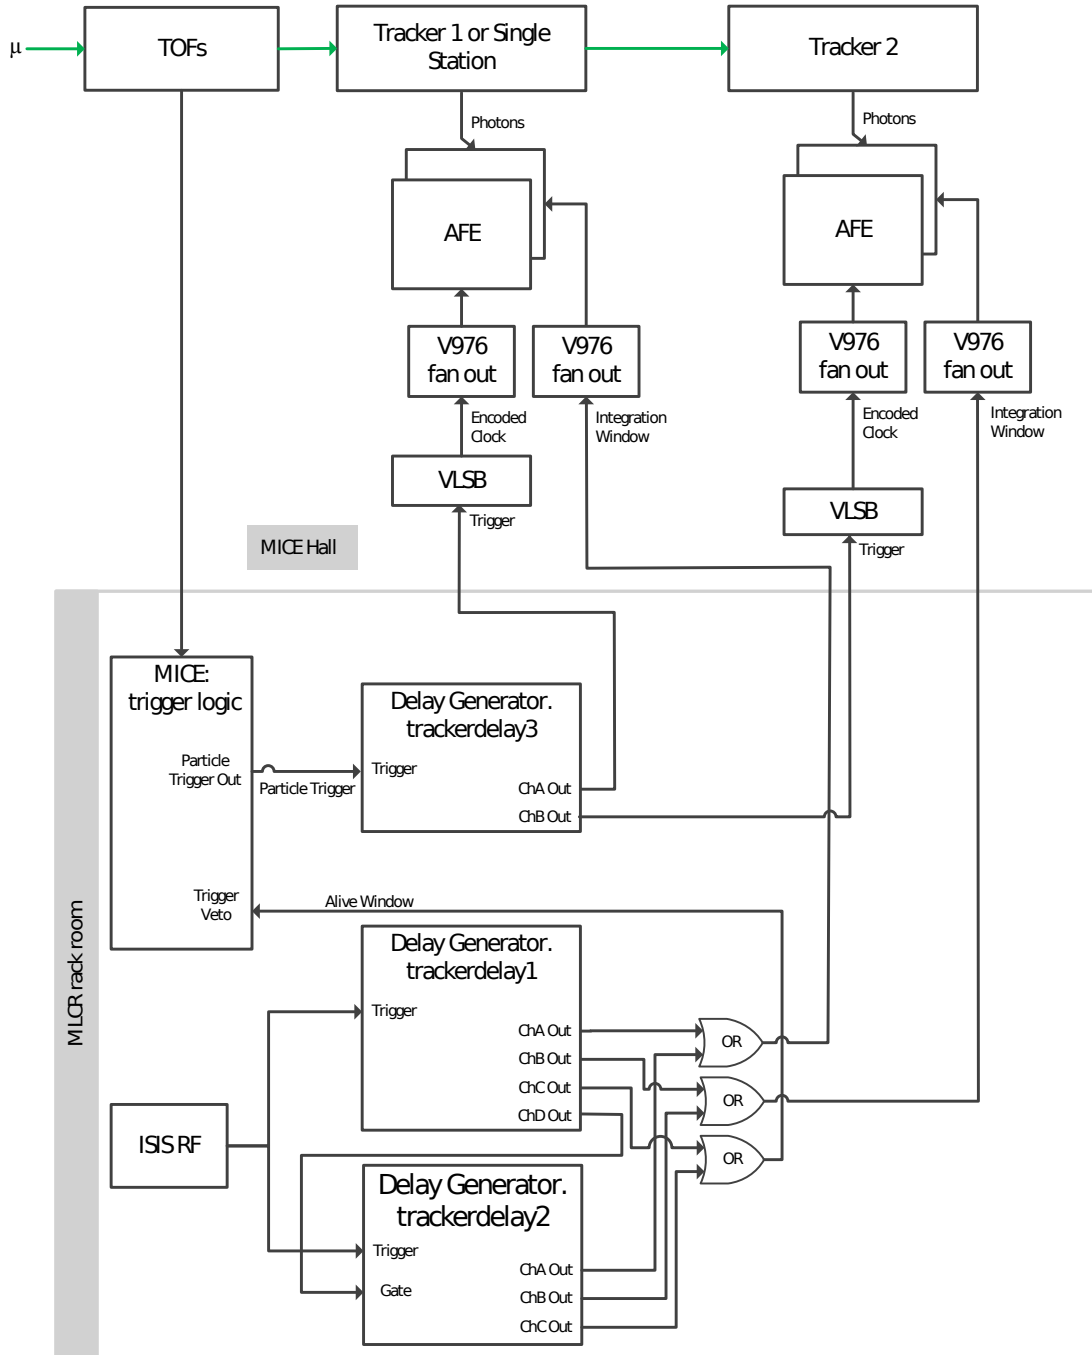 μ
TOFs
Tracker 1 or Single
Station
Tracker 2
Photons
Photons
AFE
AFE
V976
fan out
V976
fan out
V976
fan out
V976
fan out
Encoded
Clock
Integration
Window
Encoded
Clock
Integration
Window
VLSB
VLSB
Trigger
Trigger
MICE Hall
MLCR rack room
MICE:
trigger logic
Particle
Trigger Out
Particle Trigger
Trigger
Veto
Delay Generator.
trackerdelay3
Trigger
ChA Out
ChB Out
Alive Window
Delay Generator.
trackerdelay1
Trigger
ChA Out
ChB Out
ChC Out
ChD Out
OR
OR
OR
ISIS RF
Delay Generator.
trackerdelay2
Trigger
Gate
ChA Out
ChB Out
ChC Out